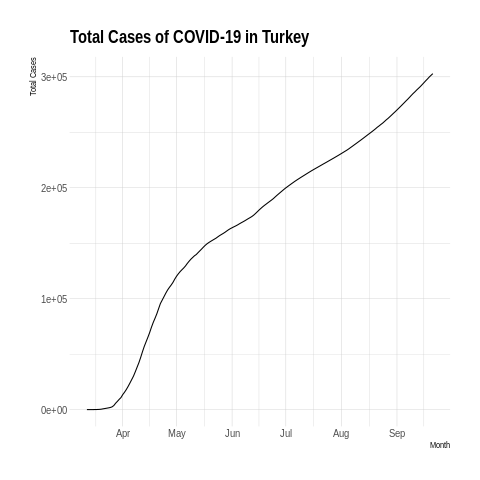 Total Cases of COVID-19 in Turkey
Total Cases
3e+05
2e+05
1e+05
0e+00
Apr May Jun Jul Aug Sep
Month